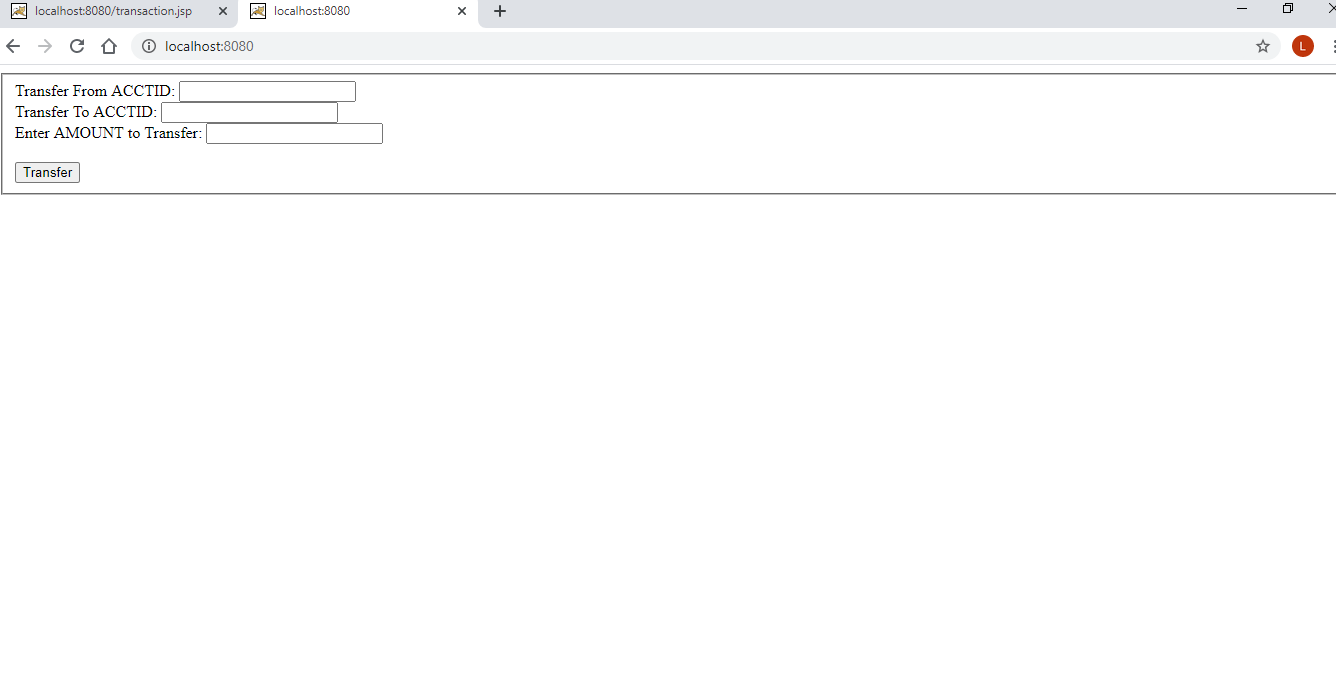 localhost:8080/transaction.jsp
localhost:8080
localhost:8080
L
Transfer From ACCTID:
Transfer To ACCTID:
Enter AMOUNT to Transfer:
Transfer